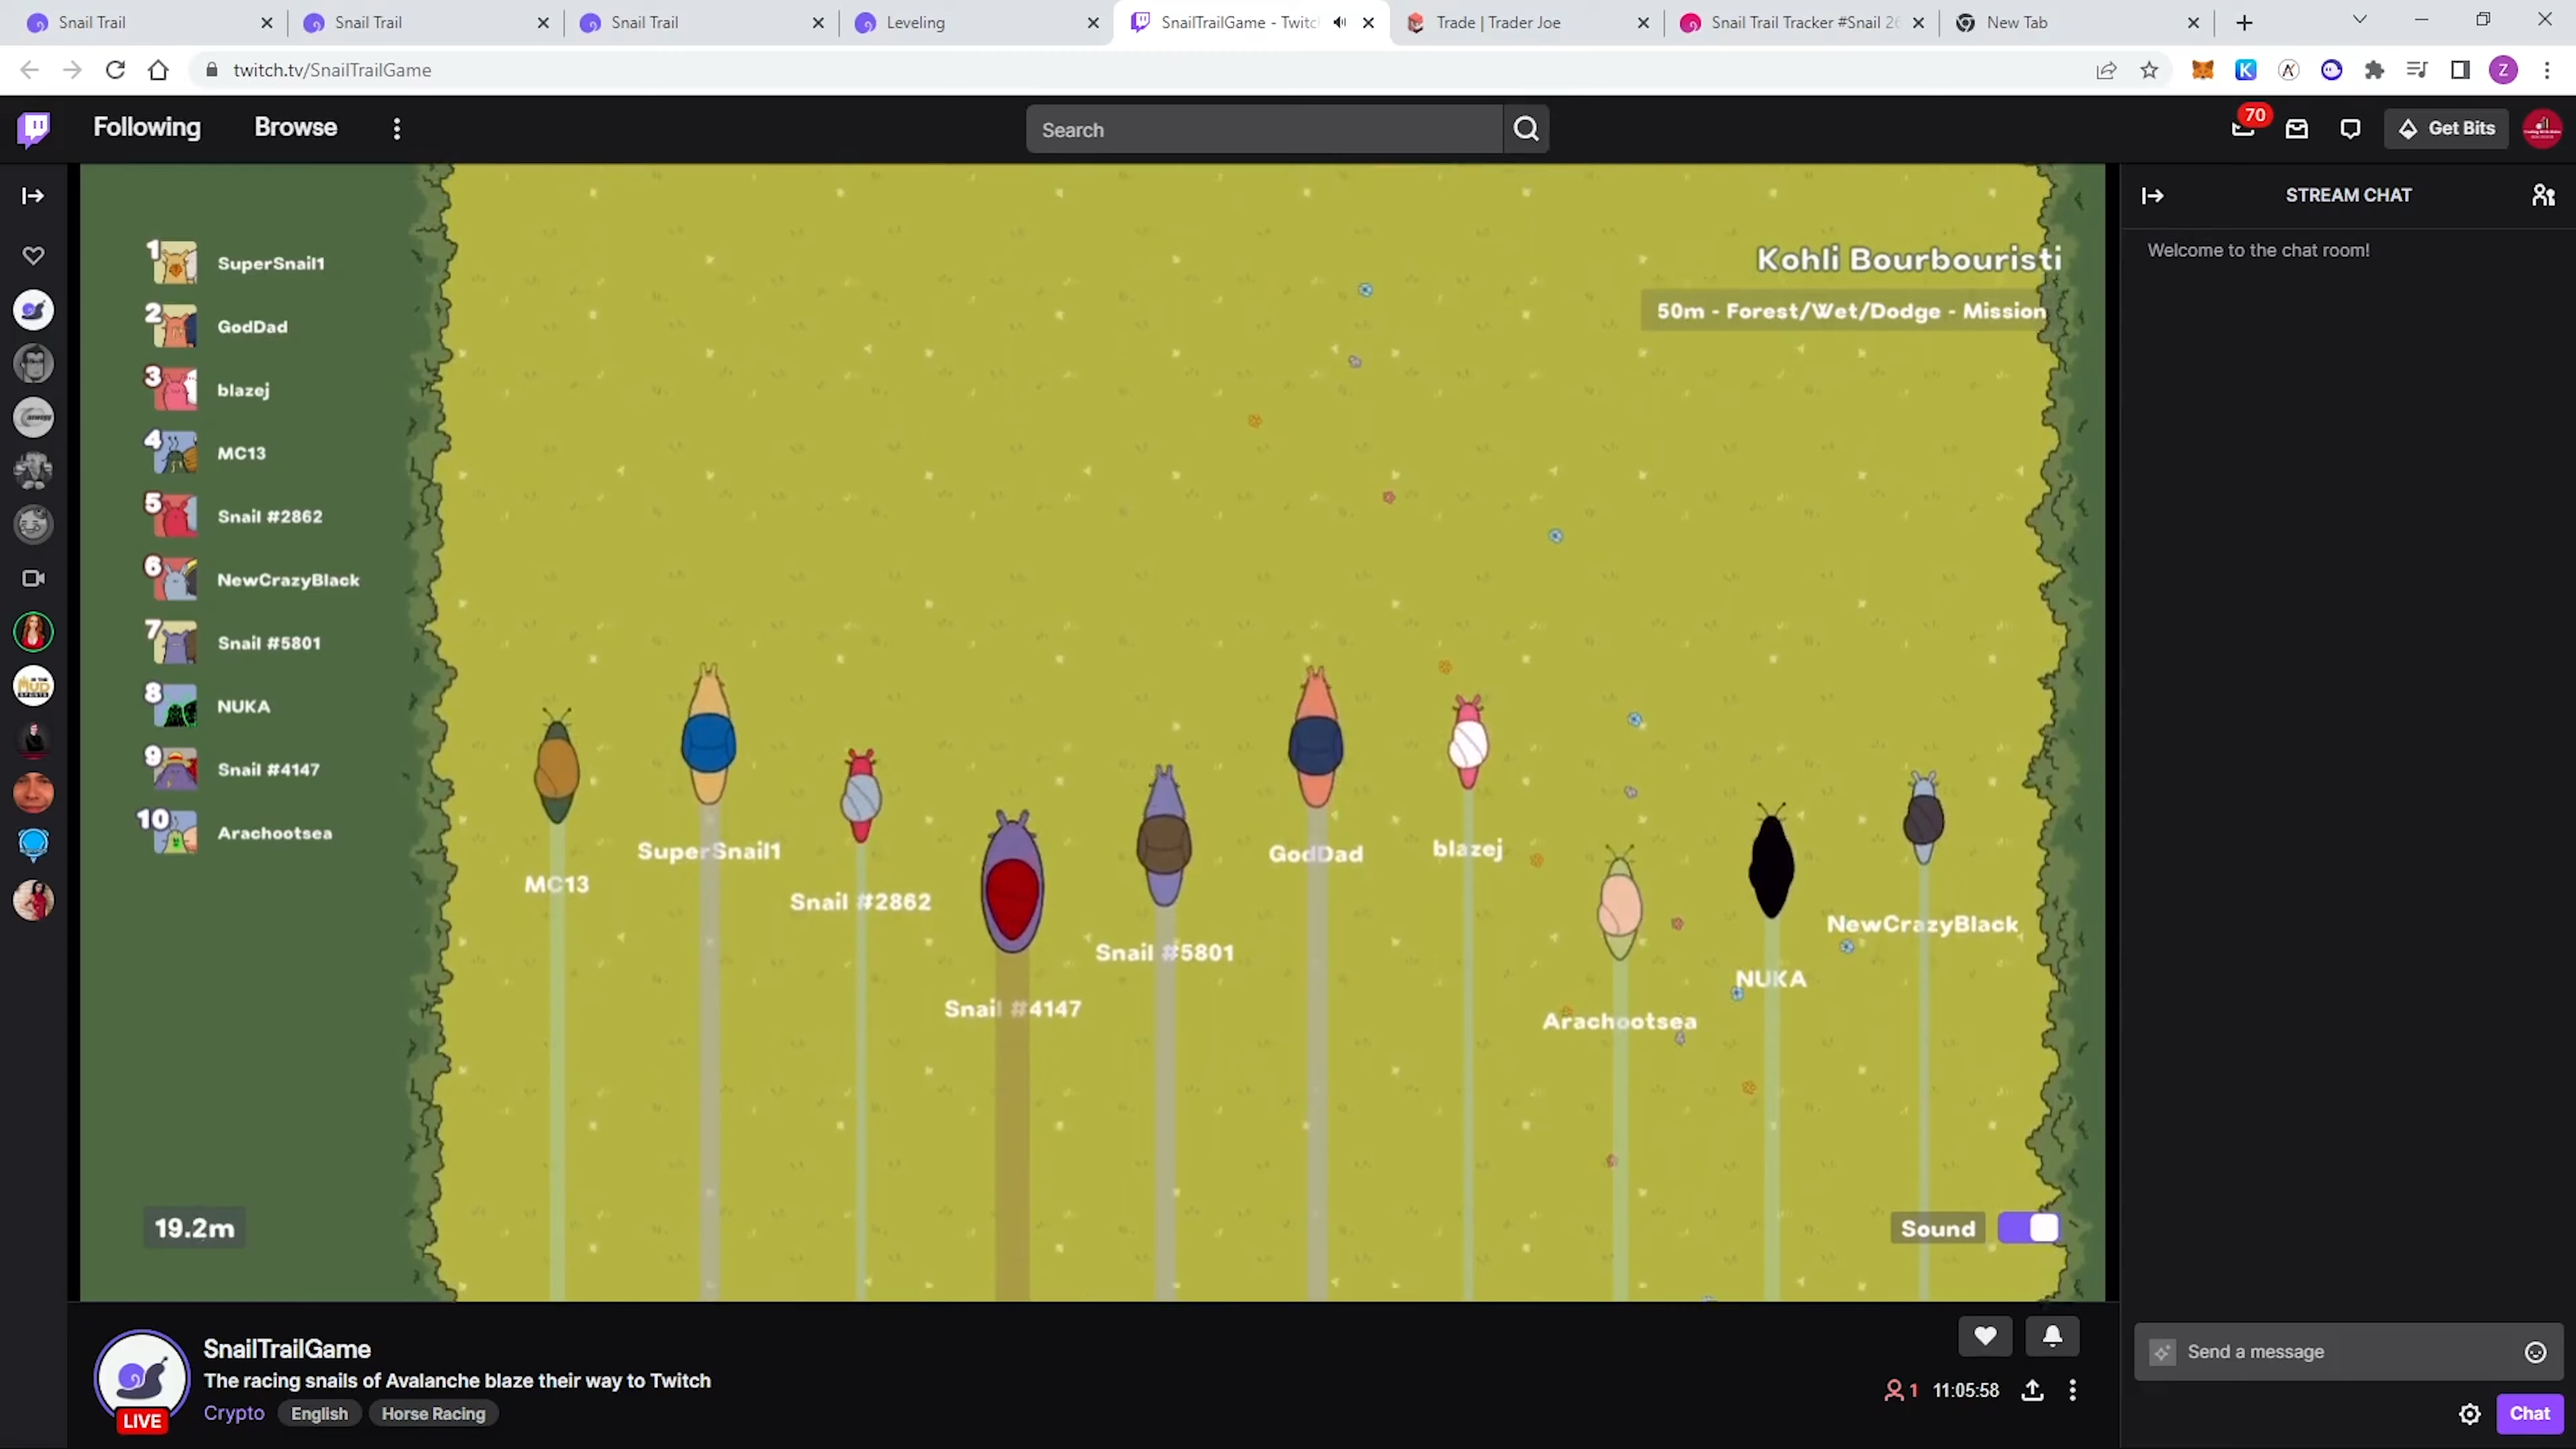 Snail Trail
Snail Trail
Snail Trail
Leveling
SnailTrailGame - Twitc
Trade | Trader Joe
Snail Trail Tracker #Snail 26
New Tab
twitch.tv/SnailTrailGame
K
Z
Following
Browse
Search
70
Get Bits
STREAM CHAT
Welcome to the chat room!
1 SuperSnail1
2 GodDad
3 blazej
4 MC13
5 Snail #2862
6 NewCrazyBlack
7 Snail #5801
8 NUKA
9 Snail #4147
10 Arachootsea
Kohli Bourbouristi
50m - Forest/Wet/Dodge - Mission
MC13
SuperSnail1
Snail #2862
Snail #4147
Snail #5801
GodDad
blazej
Arachootsea
NUKA
NewCrazyBlack
19.2m
Sound
SnailTrailGame
The racing snails of Avalanche blaze their way to Twitch
Crypto
English
Horse Racing
LIVE
1
11:05:58
Send a message
Chat